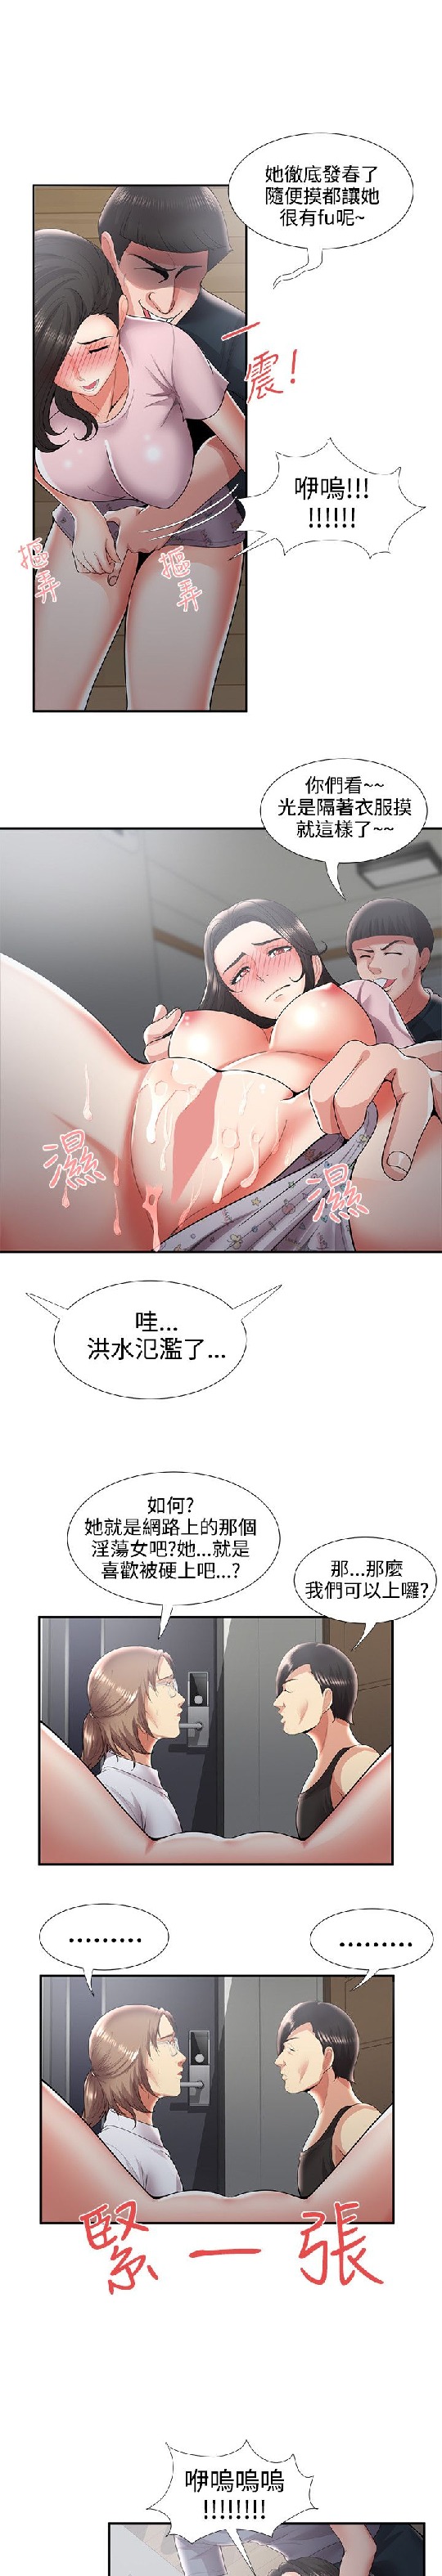 她徹底發春了
隨便摸都讓她
很有fu呢~
一震!
咿嗚!!!
!!!!!!
摳弄
摳弄
你們看~~
光是隔著衣服摸
就這樣了~~
濕
濕
哇...
洪水氾濫了...
如何?
她就是網路上的那個
淫蕩女吧?她...就是
喜歡被硬上吧...?
那...那麼
我們可以上囉?
.........
.........
緊一張
咿嗚嗚嗚
!!!!!!!!